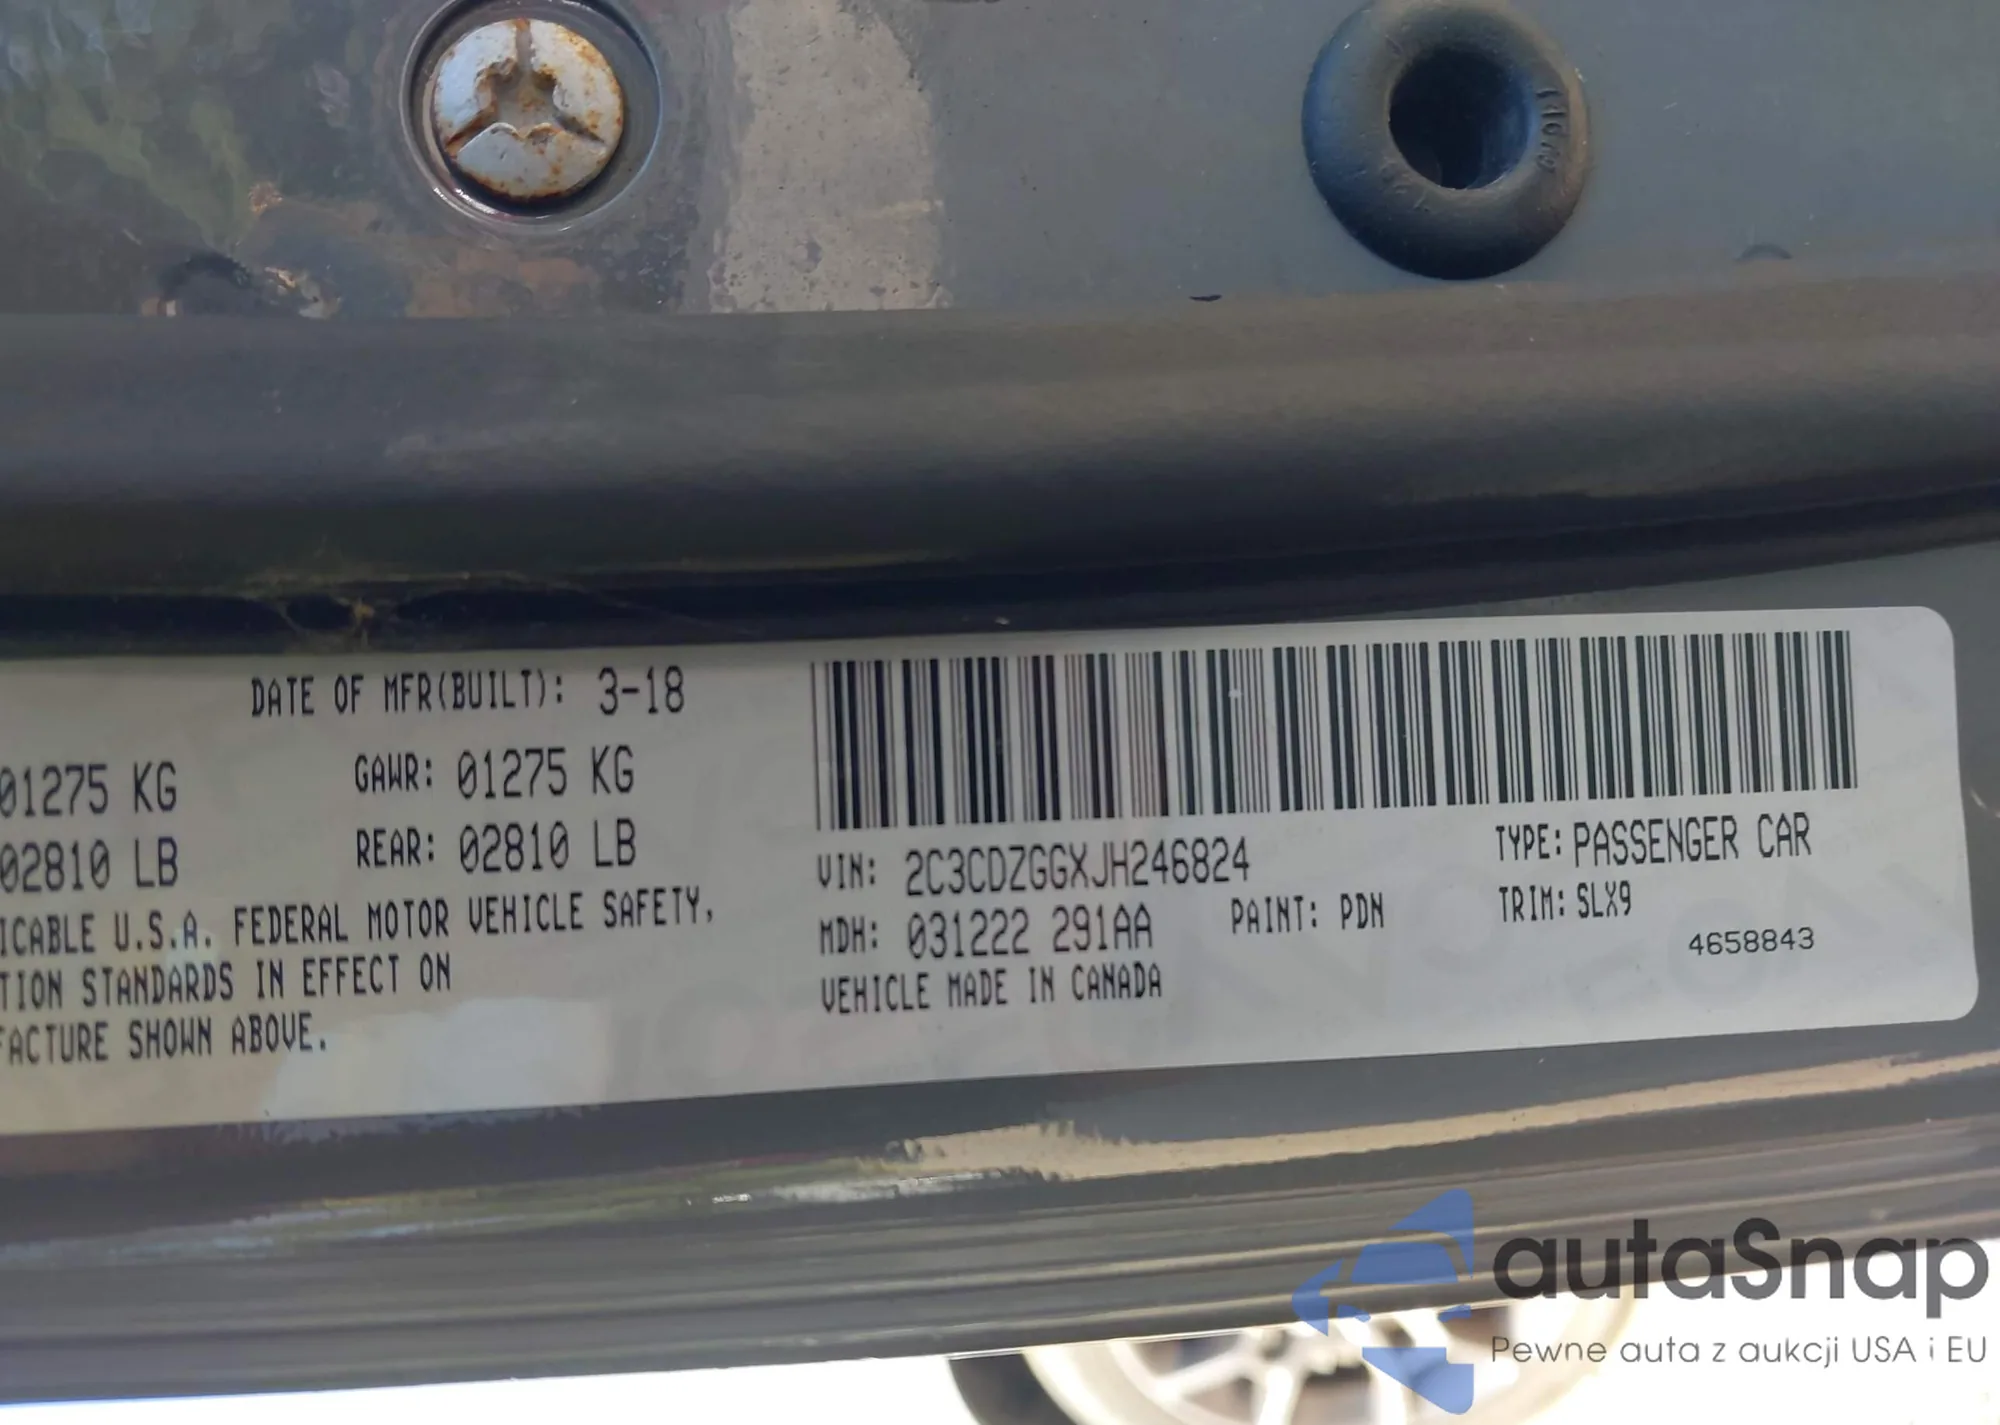 DATE OF MFR(BUILT): 3-18
01275 KG GAWR: 01275 KG
02810 LB REAR: 02810 LB
ICABLE U.S.A. FEDERAL MOTOR VEHICLE SAFETY,
TION STANDARDS IN EFFECT ON
FACTURE SHOWN ABOVE.
VIN: 2C3CDZGGXJH246824 TYPE: PASSENGER CAR
MDH: 031222 291AA PAINT: PDN TRIM: SLX9
VEHICLE MADE IN CANADA 4658843
autaSnap
Pewne auta z aukcji USA i EU